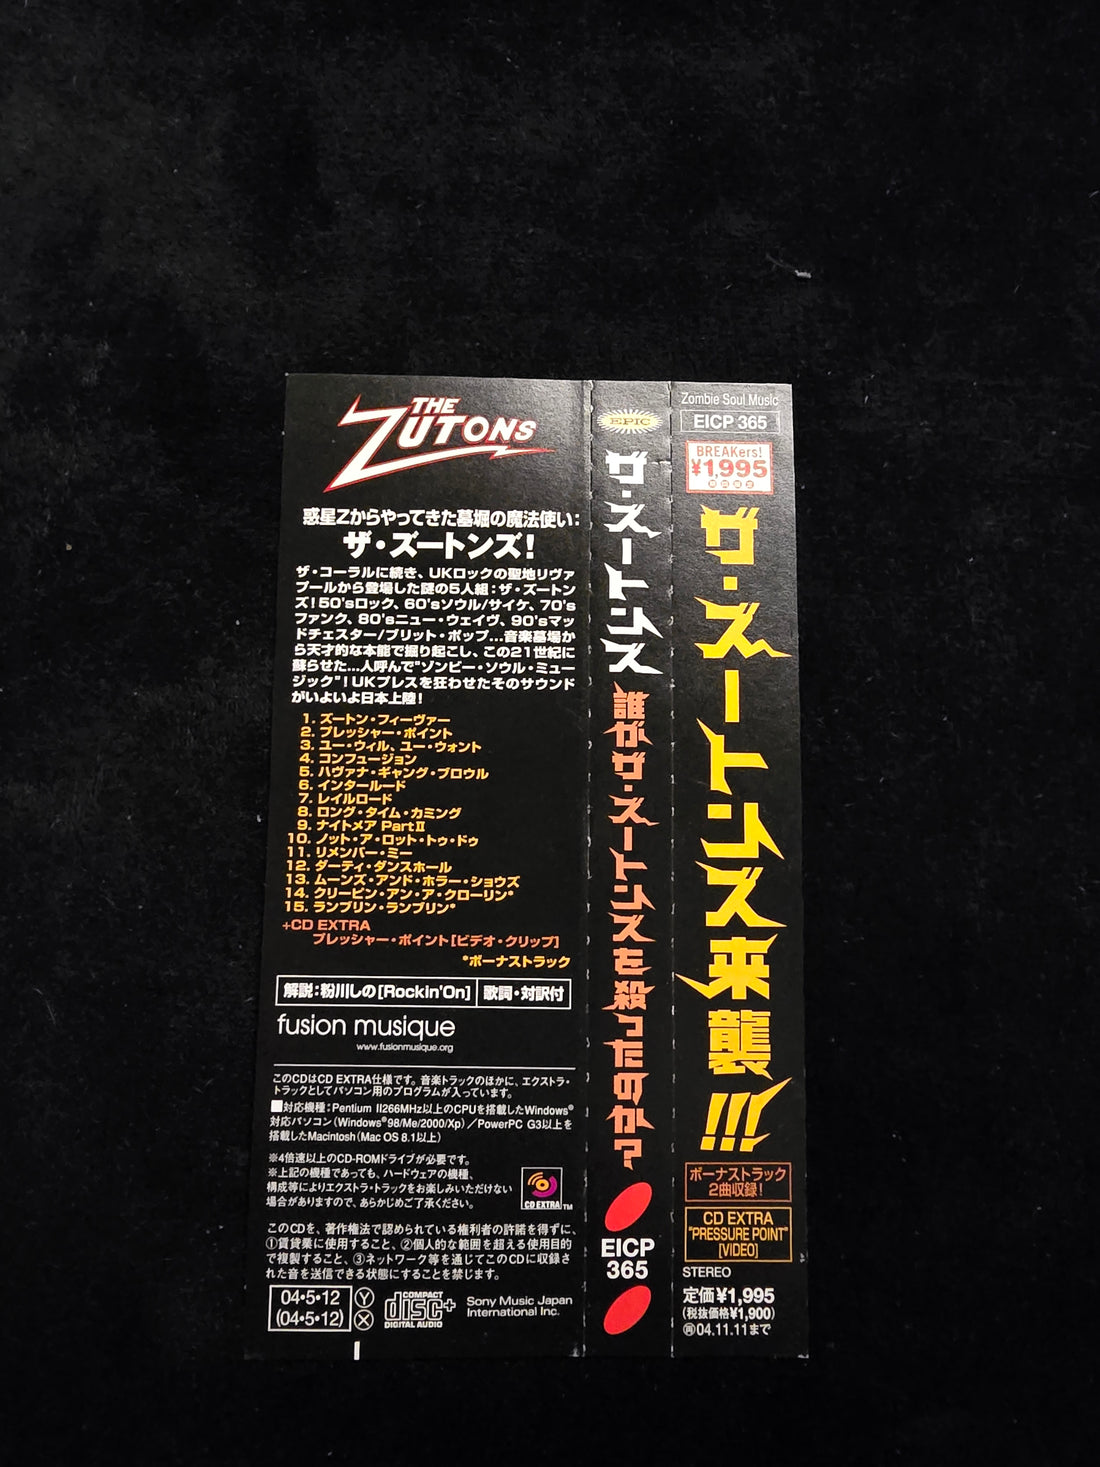 THE
ZUTONS
惑星Zからやってきた墓堀の魔法使い:
ザ・ズートンズ!
ザ・コーラルに続き、UKロックの聖地リヴァ
プールから登場した謎の5人組:ザ・ズートン
ズ!50'sロック、60'sソウル/サイケ、70's
ファンク、80'sニュー・ウェイヴ、90'sマッ
ドチェスター/ブリット・ポップ...音楽墓場か
ら天才的な本能で掘り起こし、この21世紀に
蘇らせた...人呼んで"ゾンビー・ソウル・ミュー
ジック"!UKプレスを狂わせたそのサウンド
がいよいよ日本上陸!
1. ズートン・フィーヴァー
2. プレッシャー・ポイント
3. ユー・ウィル、ユー・ウォント
4. コンフュージョン
5. ハヴァナ・ギャング・ブロウル
6. インタールード
7. レイルロード
8. ロング・タイム・カミング
9. ナイトメア Part II
10. ノット・ア・ロット・トゥ・ドゥ
11. リメンバー・ミー
12. ダーティ・ダンスホール
13. ムーンズ・アンド・ホラー・ショウズ
14. クリーピン・アン・ア・クローリン*
15. ランブリン・ランブリン*
+CD EXTRA
プレッシャー・ポイント[ビデオ・クリップ]
*ボーナストラック
解説:粉川しの[Rockin'On] 歌詞・対訳付
fusion musique
www.fusionmusique.org
このCDはCD EXTRA仕様です。音楽トラックのほかに、エクストラ・
トラックとしてパソコン用のプログラムが入っています。
■対応機種:Pentium II266MHz以上のCPUを搭載したWindows®
対応パソコン(Windows®98/Me/2000/Xp)/PowerPC G3以上を
搭載したMacintosh(Mac OS 8.1以上)
※4倍速以上のCD-ROMドライブが必要です。
※上記の機種であっても、ハードウェアの機種、
構成等によりエクストラ・トラックをお楽しみいただけない
場合がありますので、あらかじめご了承ください。
CD EXTRA TM
このCDを、著作権法で認められている権利者の許諾を得ずに、
①賃貸業に使用すること、②個人的な範囲を超える使用目的
で複製すること、③ネットワーク等を通じてこのCDに収録さ
れた音を送信できる状態にすることを禁じます。
04・5・12
(04・5・12)
Y
X
COMPACT
disc+
DIGITAL AUDIO
Sony Music Japan
International Inc.
EPIC
ザ・ズートンズ
誰がザ・ズートンズを殺ったのか?
EICP
365
Zombie Soul Music
EICP 365
BREAKers!
¥1,995
期間限定
ザ・ズートンズ来襲!!!
ボーナストラック
2曲収録!
CD EXTRA
"PRESSURE POINT"
[VIDEO]
STEREO
定価¥1,995
(税抜価格¥1,900)
㋐04.11.11まで